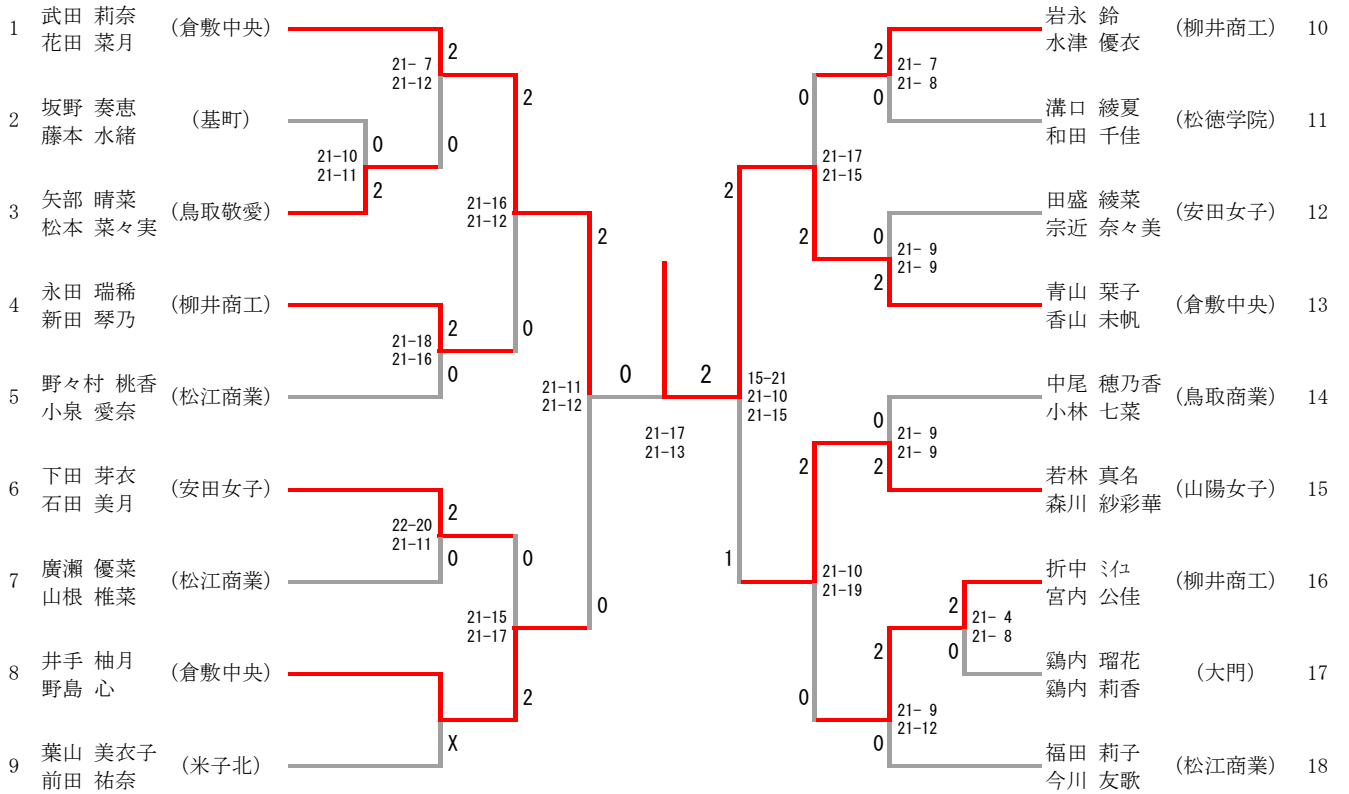 1 武田 莉奈 (倉敷中央)
花田 菜月
2
21- 7
21-12
2 坂野 奏恵 (基町)
藤本 水緒
0
0
21-10
21-11
2
2
3 矢部 晴菜 (鳥取敬愛)
松本 菜々実
21-16
21-12
2
4 永田 瑞稀 (柳井商工)
新田 琴乃
2
0
21-18
21-16
0
5 野々村 桃香 (松江商業)
小泉 愛奈
21-11
21-12
6 下田 芽衣 (安田女子)
石田 美月
2
22-20
21-11
0
0
7 廣瀬 優菜 (松江商業)
山根 椎菜
0
21-15
21-17
8 井手 柚月 (倉敷中央)
野島 心
2
X
9 葉山 美衣子 (米子北)
前田 祐奈
0 2
21-17
21-13
岩永 鈴 (柳井商工) 10
水津 優衣
2
21- 7
21- 8
0
0
溝口 綾夏 (松徳学院) 11
和田 千佳
21-17
21-15
2
田盛 綾菜 (安田女子) 12
宗近 奈々美
0
2
21- 9
21- 9
2
青山 栞子 (倉敷中央) 13
香山 未帆
15-21
21-10
21-15
中尾 穂乃香 (鳥取商業) 14
小林 七菜
0
21- 9
21- 9
2
2
若林 真名 (山陽女子) 15
森川 紗彩華
1
21-10
21-19
折中 ﾐｲﾕ (柳井商工) 16
宮内 公佳
2
21- 4
21- 8
2
0
鷄内 瑠花 (大門) 17
鷄内 莉香
0
21- 9
21-12
0
福田 莉子 (松江商業) 18
今川 友歌